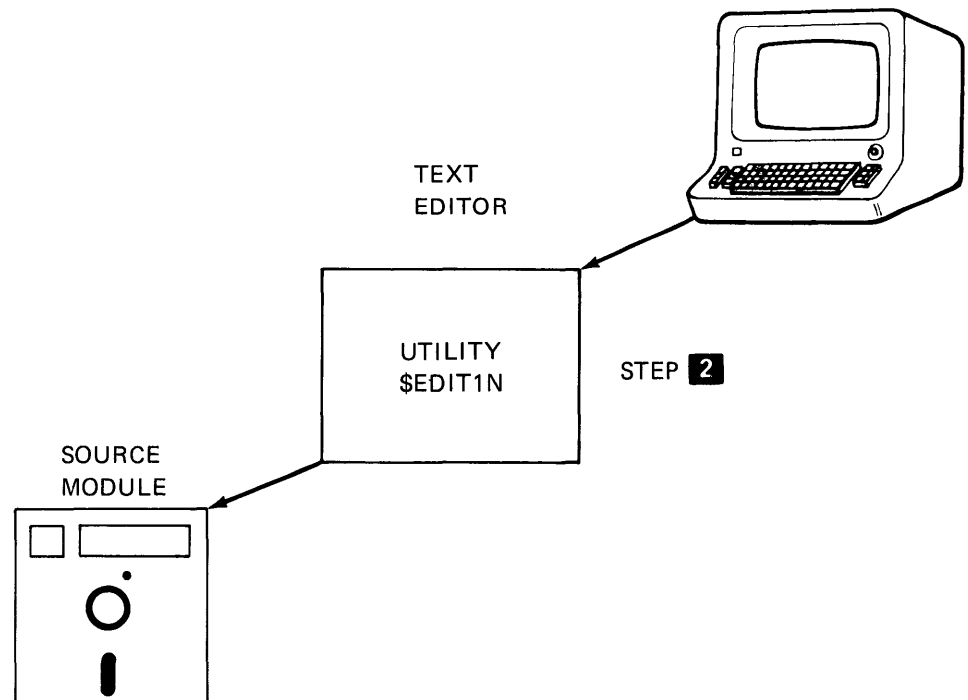 TEXT
EDITOR
UTILITY
$EDIT1N
STEP 2
SOURCE
MODULE